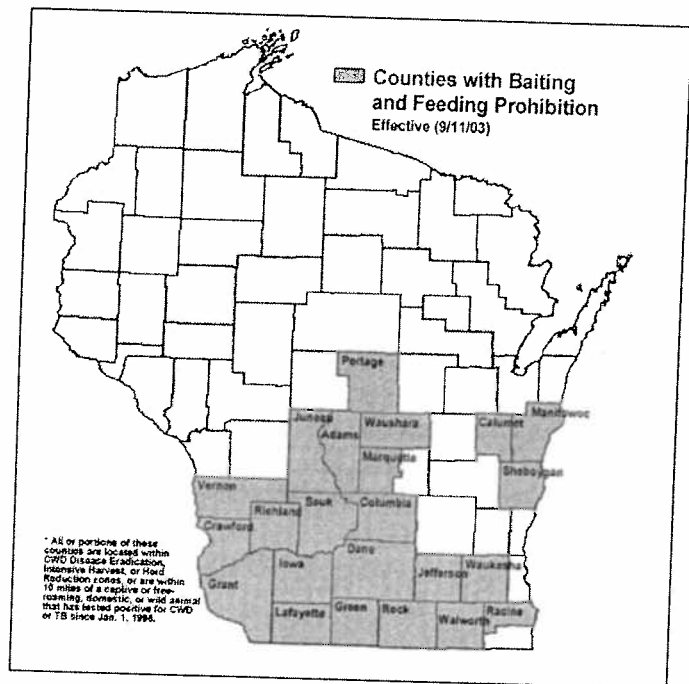 Counties with Baiting
and Feeding Prohibition
Effective (9/11/03)
Portage
Juneau
Adams
Waushara
Calumet
Manitowoc
Marquette
Sheboygan
Vernon
Sauk
Columbia
Richland
Crawford
Dane
Iowa
Jefferson
Waukesha
Grant
Lafayette
Green
Rock
Walworth
Racine
* All or portions of these
counties are located within
CWD Disease Eradication,
Intensive Harvest, or Herd
Reduction zones, or are within
10 miles of a captive or free-
roaming, domestic, or wild animal
that has tested positive for CWD
or TB since Jan. 1, 1998.